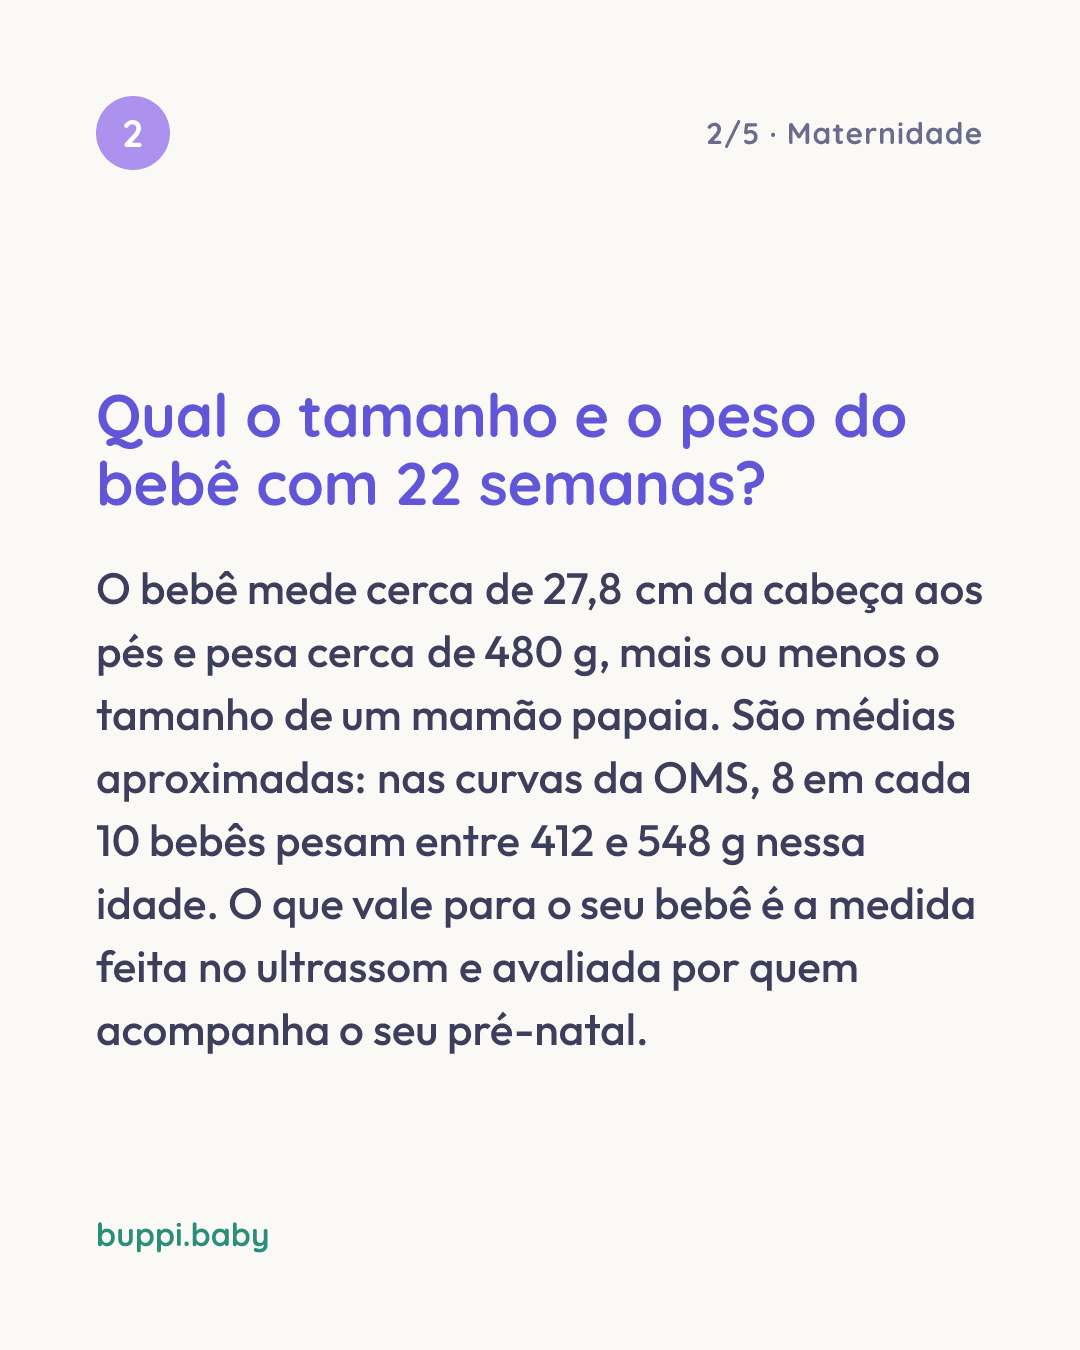 2
2/5 · Maternidade
Qual o tamanho e o peso do
bebê com 22 semanas?
O bebê mede cerca de 27,8 cm da cabeça aos
pés e pesa cerca de 480 g, mais ou menos o
tamanho de um mamão papaia. São médias
aproximadas: nas curvas da OMS, 8 em cada
10 bebês pesam entre 412 e 548 g nessa
idade. O que vale para o seu bebê é a medida
feita no ultrassom e avaliada por quem
acompanha o seu pré-natal.
buppi.baby